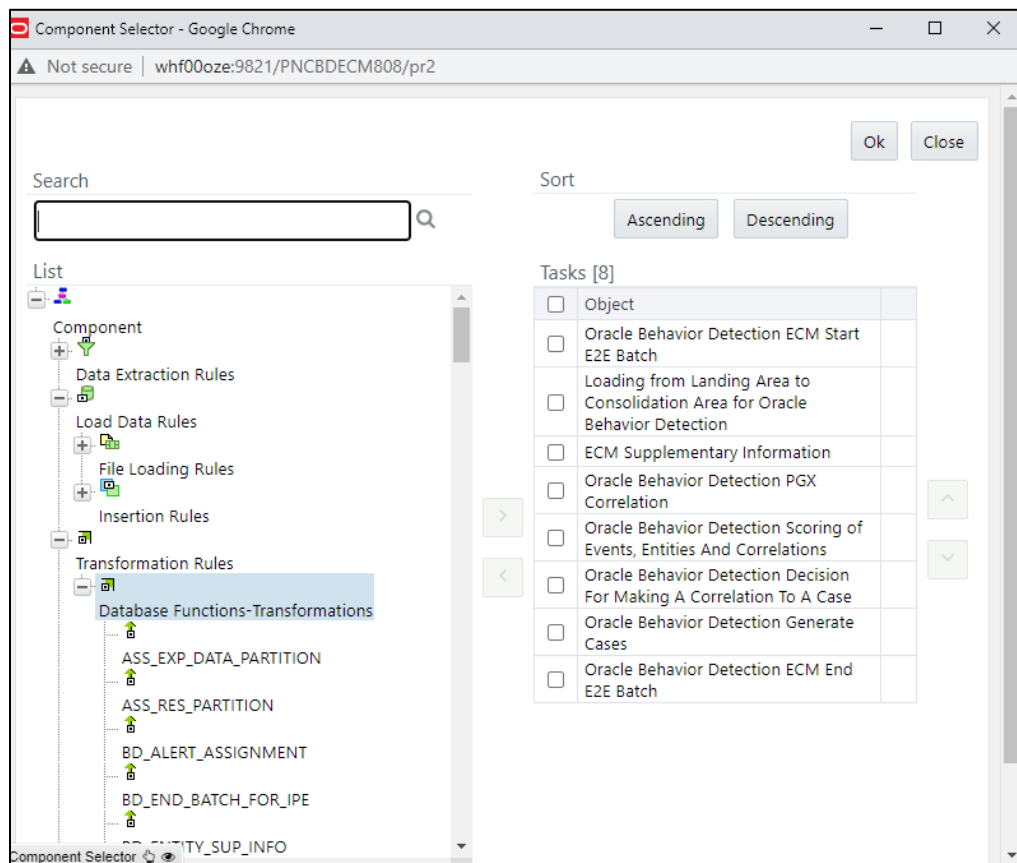 Component Selector - Google Chrome
Not secure | whf00oze:9821/PNCBDECM808/pr2
Ok
Close
Search
Sort
Ascending
Descending
List
Component
Data Extraction Rules
Load Data Rules
File Loading Rules
Insertion Rules
Transformation Rules
Database Functions-Transformations
ASS_EXP_DATA_PARTITION
ASS_RES_PARTITION
BD_ALERT_ASSIGNMENT
BD_END_BATCH_FOR_IPE
BD_ENTITY_SUP_INFO
Component Selector
Tasks [8]
Object
Oracle Behavior Detection ECM Start
E2E Batch
Loading from Landing Area to
Consolidation Area for Oracle
Behavior Detection
ECM Supplementary Information
Oracle Behavior Detection PGX
Correlation
Oracle Behavior Detection Scoring of
Events, Entities And Correlations
Oracle Behavior Detection Decision
For Making A Correlation To A Case
Oracle Behavior Detection Generate
Cases
Oracle Behavior Detection ECM End
E2E Batch